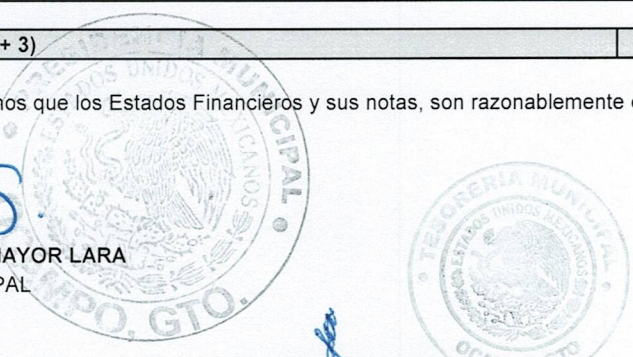 + 3)
nos que los Estados Financieros y sus notas, son razonablemente
PRESIDENCIA MUNICIPAL
ESTADOS UNIDOS MEXICANOS
MAYOR LARA
PAL
MPO, GTO.
TESORERIA MUNICIPAL
ESTADOS UNIDOS MEXICANOS